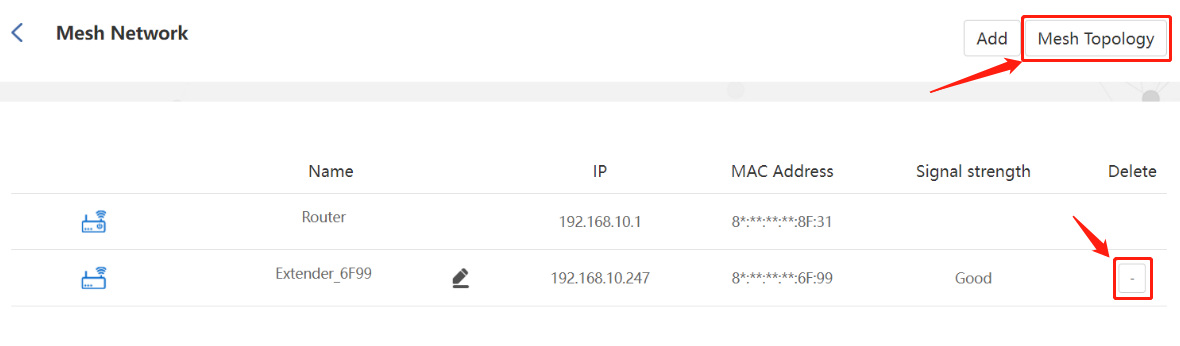 Mesh Network
Add Mesh Topology
Name IP MAC Address Signal strength Delete
Router 192.168.10.1 8*:**:**:**:8F:31
Extender_6F99 192.168.10.247 8*:**:**:**:6F:99 Good -